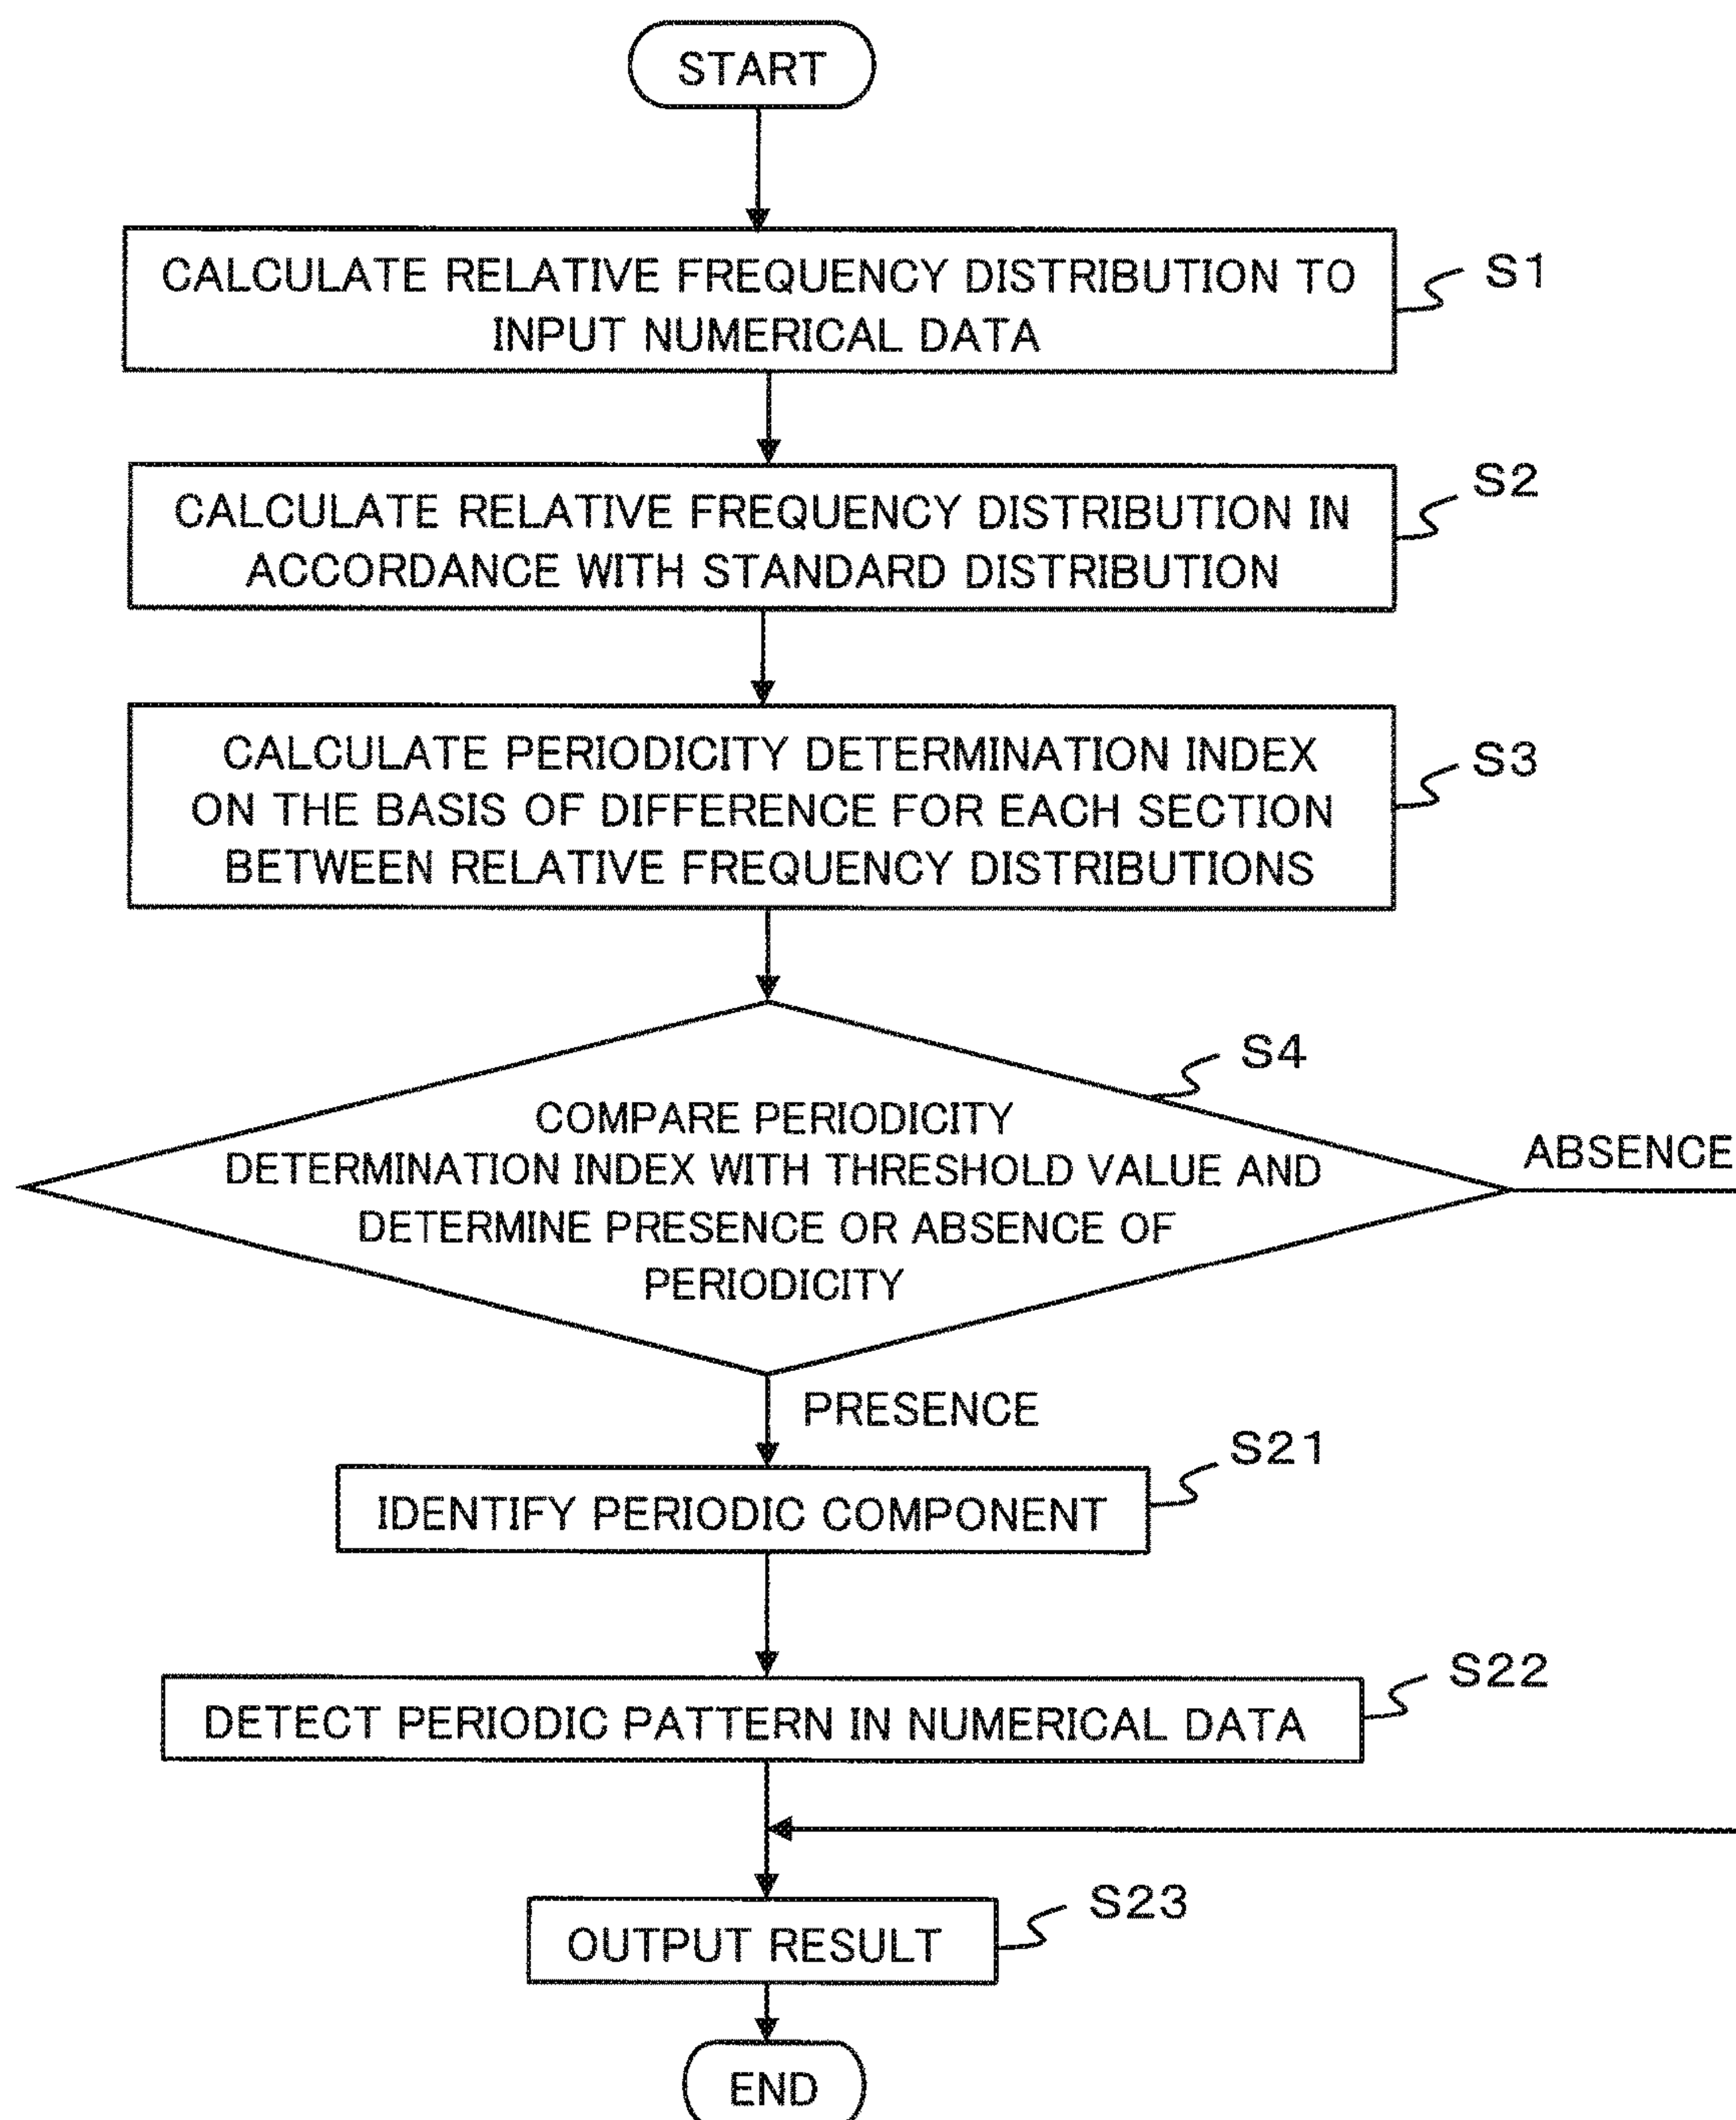 START
CALCULATE RELATIVE FREQUENCY DISTRIBUTION TO
INPUT NUMERICAL DATA
S1
CALCULATE RELATIVE FREQUENCY DISTRIBUTION IN
ACCORDANCE WITH STANDARD DISTRIBUTION
S2
CALCULATE PERIODICITY DETERMINATION INDEX
ON THE BASIS OF DIFFERENCE FOR EACH SECTION
BETWEEN RELATIVE FREQUENCY DISTRIBUTIONS
S3
S4
COMPARE PERIODICITY
DETERMINATION INDEX WITH THRESHOLD VALUE AND
DETERMINE PRESENCE OR ABSENCE OF
PERIODICITY
ABSENCE
PRESENCE
IDENTIFY PERIODIC COMPONENT
S21
DETECT PERIODIC PATTERN IN NUMERICAL DATA
S22
OUTPUT RESULT
S23
END